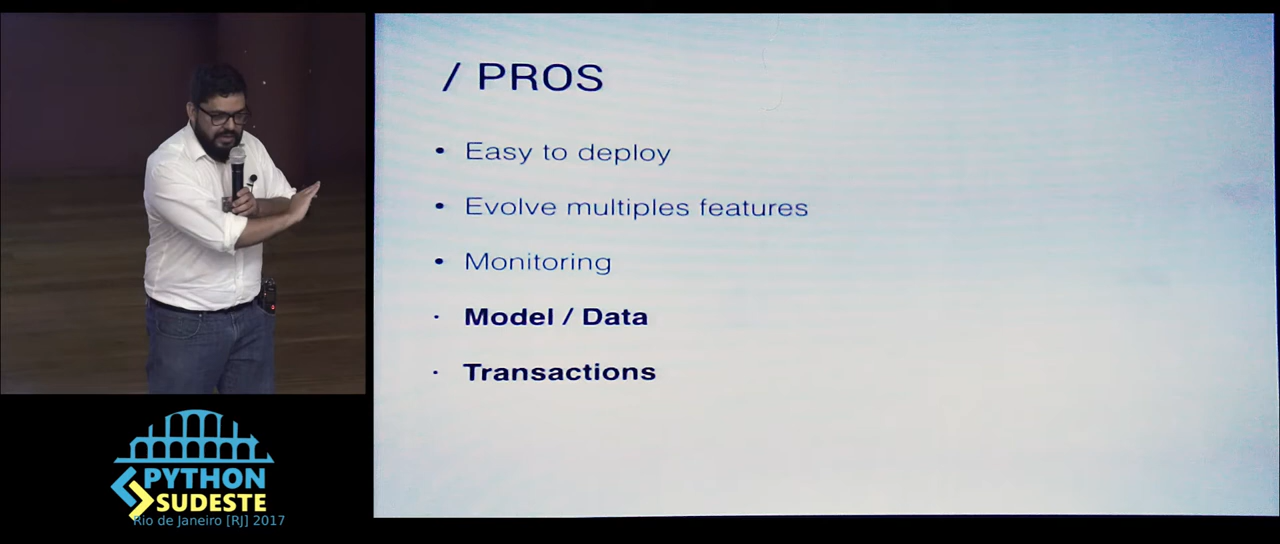 / PROS
• Easy to deploy
• Evolve multiples features
• Monitoring
· Model / Data
· Transactions
PYTHON
SUDESTE
Rio de Janeiro [RJ] 2017